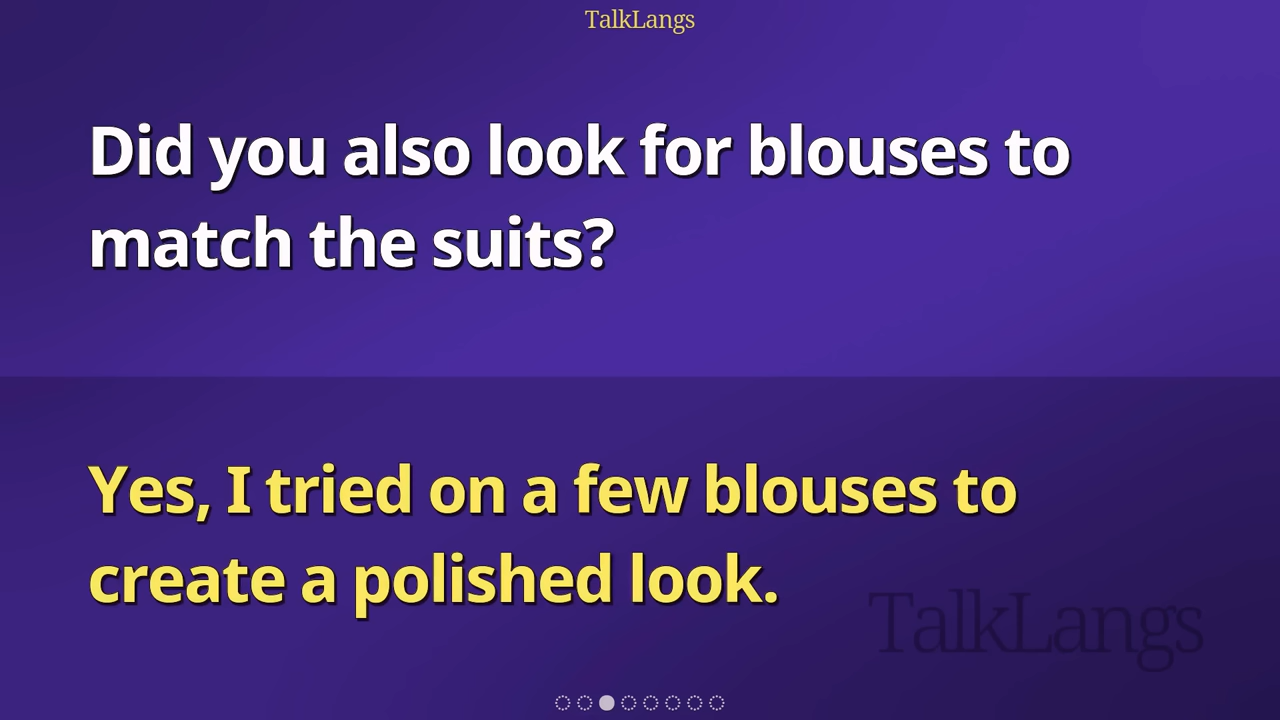 TalkLangs
Did you also look for blouses to
match the suits?
Yes, I tried on a few blouses to
create a polished look.
TalkLangs